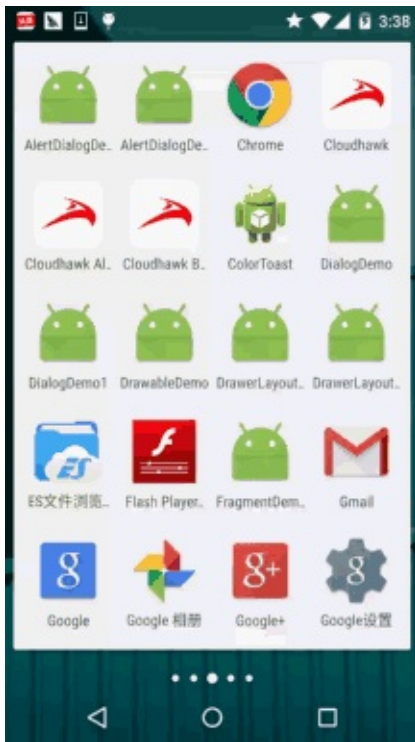 3:38
AlertDialogDe.. AlertDialogDe.. Chrome Cloudhawk
Cloudhawk Al.. Cloudhawk B.. ColorToast DialogDemo
DialogDemo1 DrawableDemo DrawerLayout.. DrawerLayout..
ES
ES文件浏览.. Flash Player.. FragmentDem.. Gmail
g g+ g
Google Google 相册 Google+ Google设置